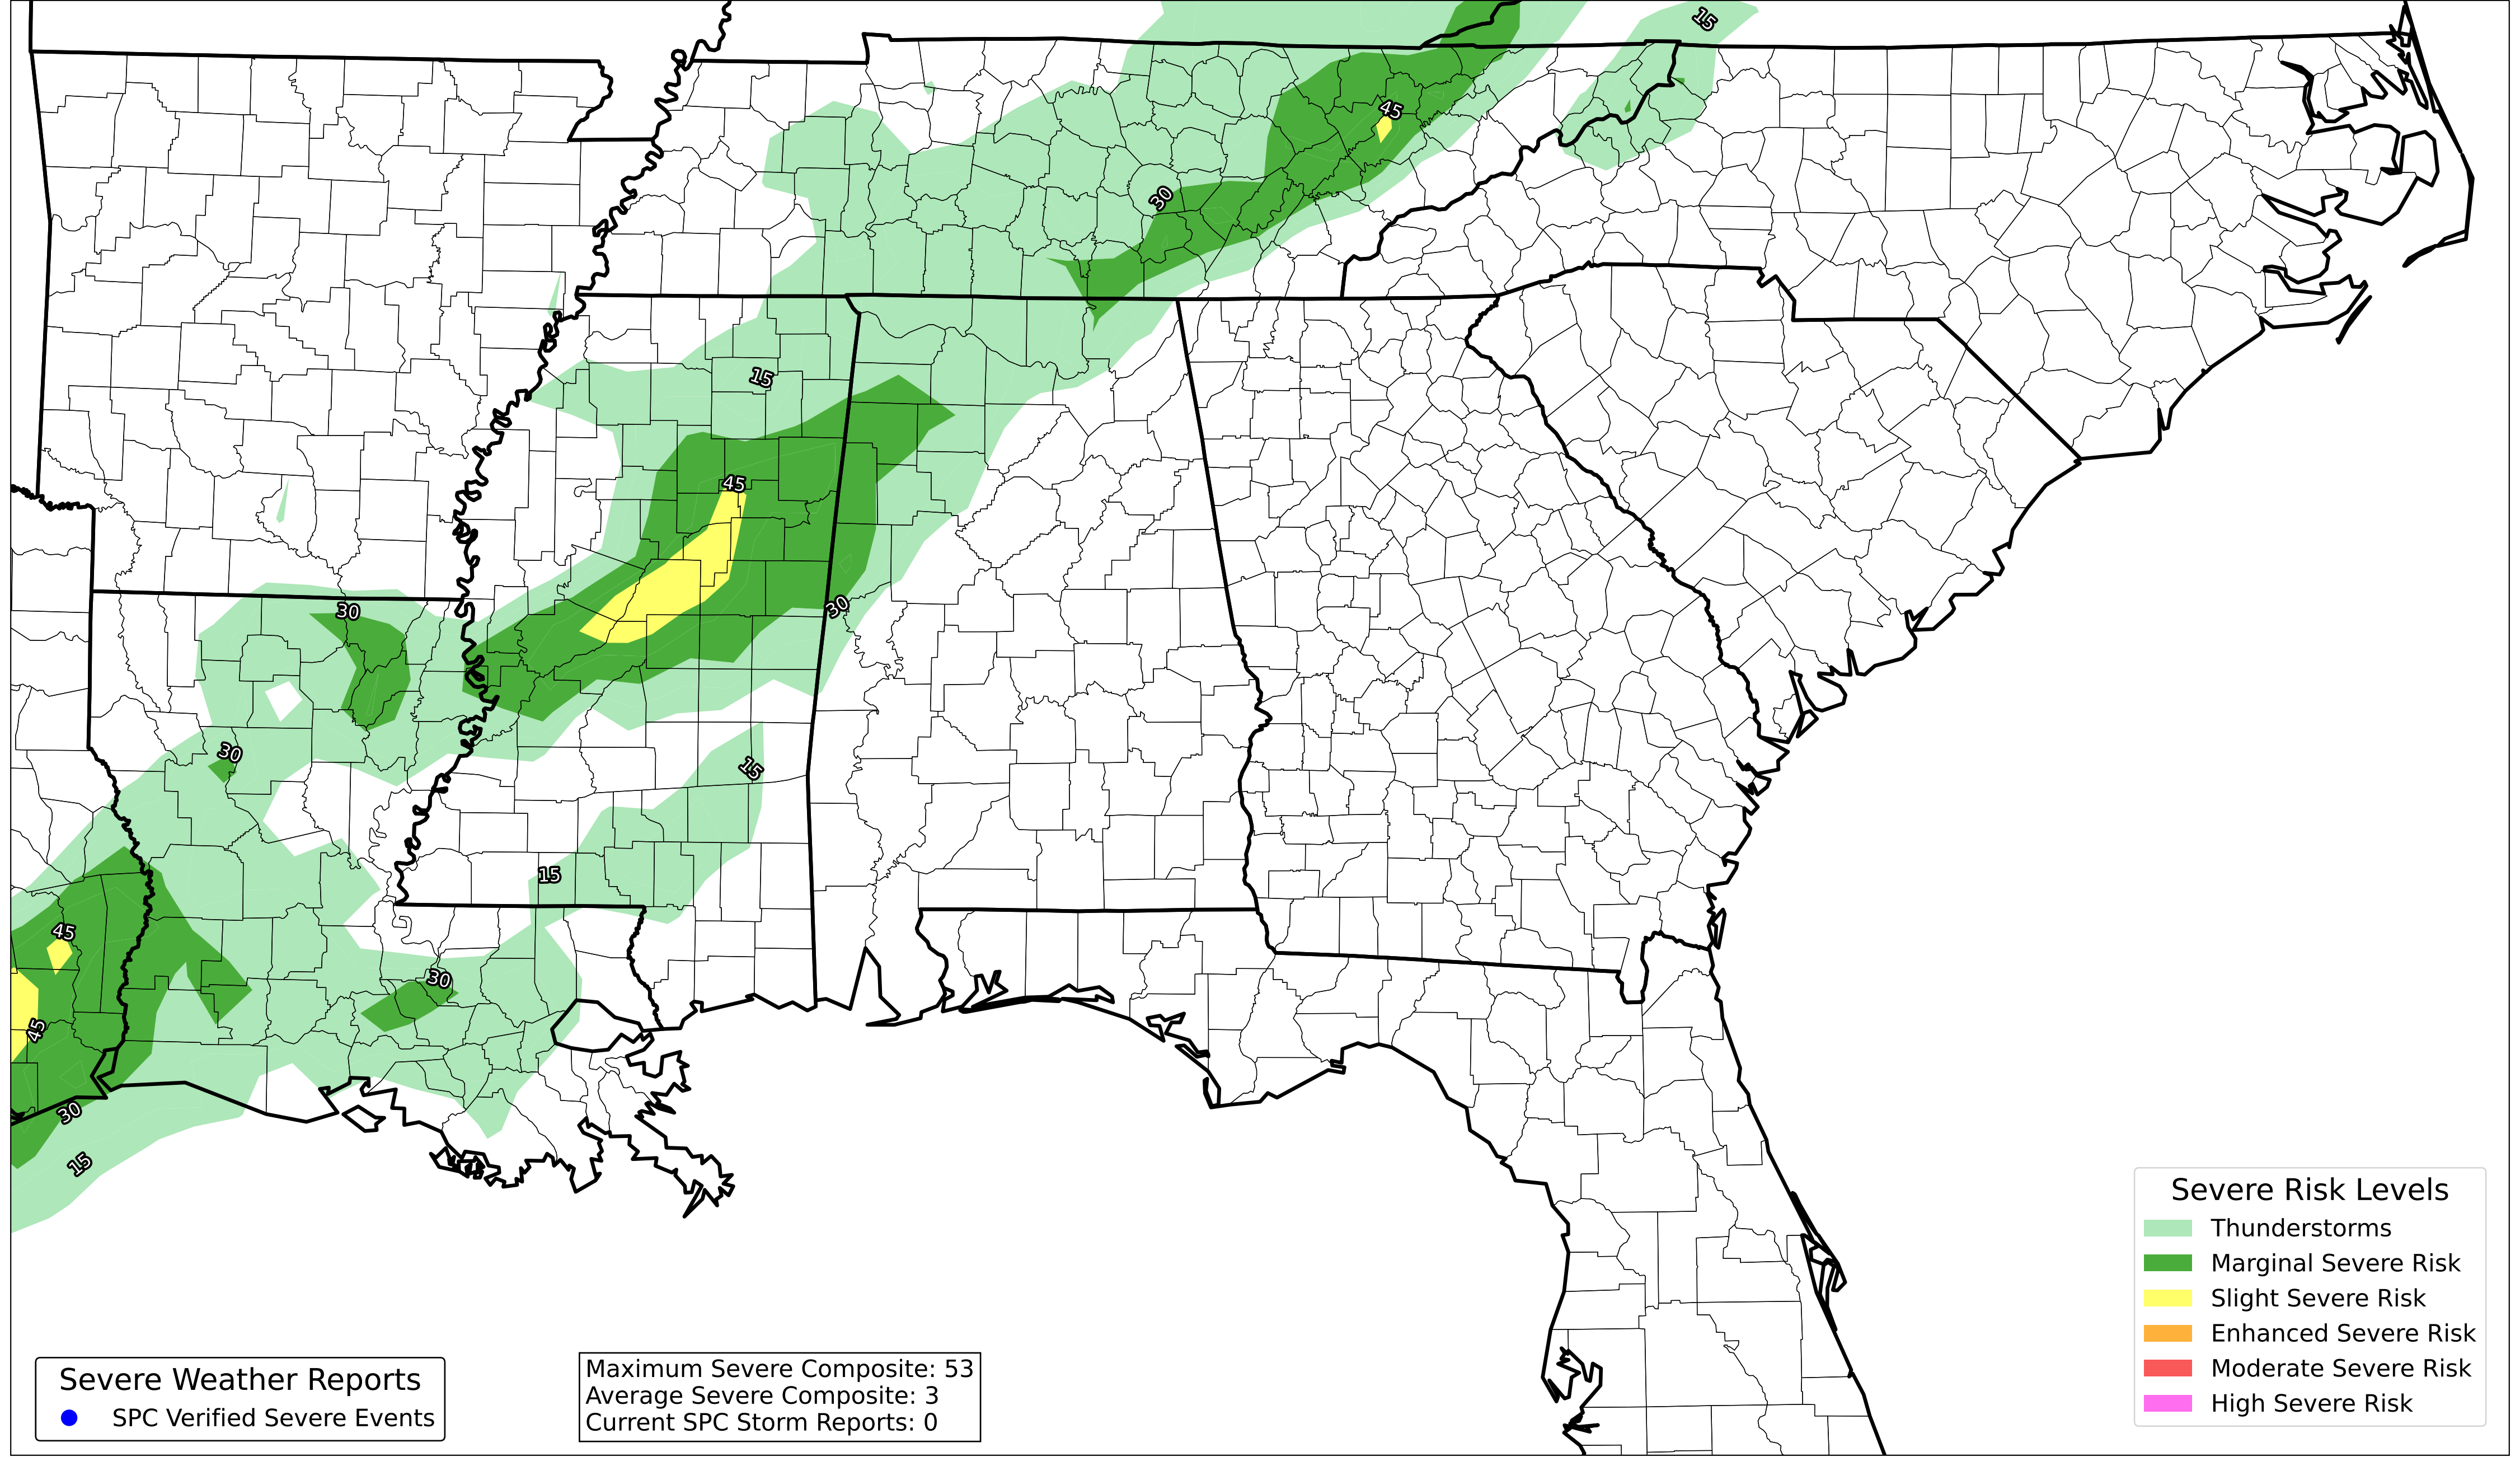 15
45
30
15
45
30
30
30
15
15
45
30
45
30
15
Severe Risk Levels
Thunderstorms
Marginal Severe Risk
Slight Severe Risk
Enhanced Severe Risk
Moderate Severe Risk
High Severe Risk
Severe Weather Reports
SPC Verified Severe Events
Maximum Severe Composite: 53
Average Severe Composite: 3
Current SPC Storm Reports: 0